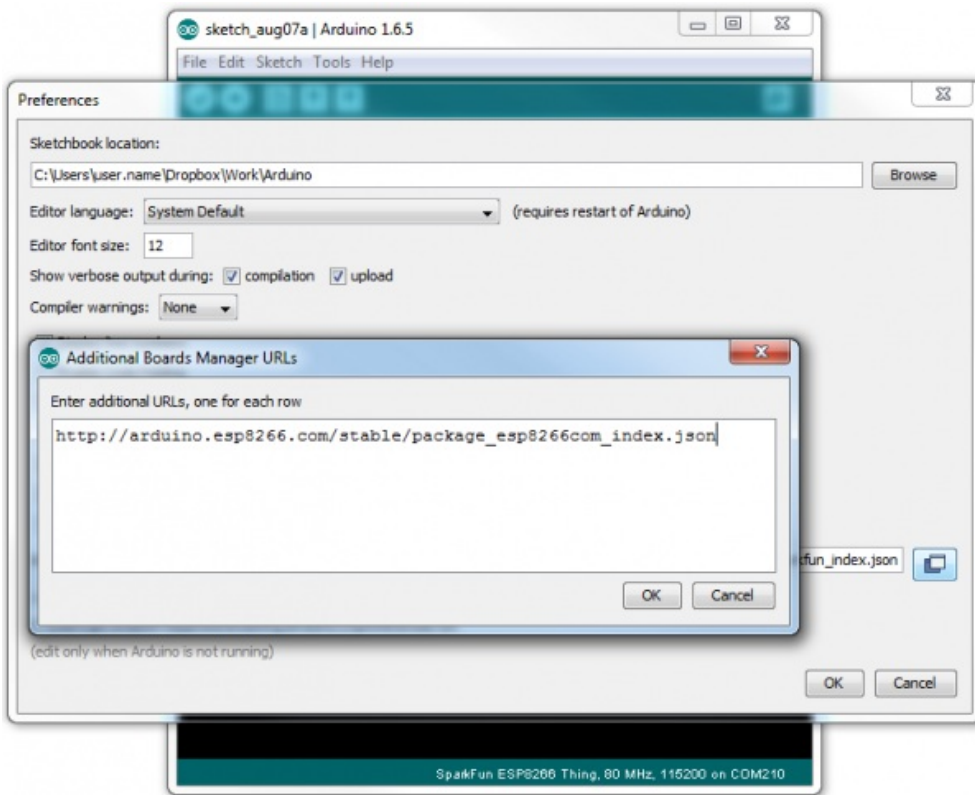 sketch_aug07a | Arduino 1.6.5
File Edit Sketch Tools Help
Preferences
Sketchbook location:
C:\Users\user.name\Dropbox\Work\Arduino
Browse
Editor language: System Default (requires restart of Arduino)
Editor font size: 12
Show verbose output during: compilation upload
Compiler warnings: None
Additional Boards Manager URLs
Enter additional URLs, one for each row
http://arduino.esp8266.com/stable/package_esp8266com_index.json
fun_index.json
OK Cancel
(edit only when Arduino is not running)
OK Cancel
SparkFun ESP8266 Thing, 80 MHz, 115200 on COM210